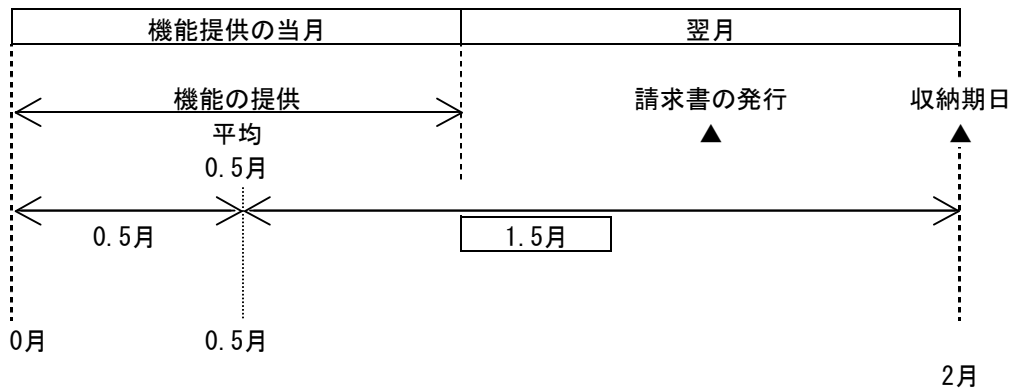 機能提供の当月 翌月
機能の提供 請求書の発行 収納期日
平均 ▲ ▲
0.5月
0.5月 1.5月
0月 0.5月
2月